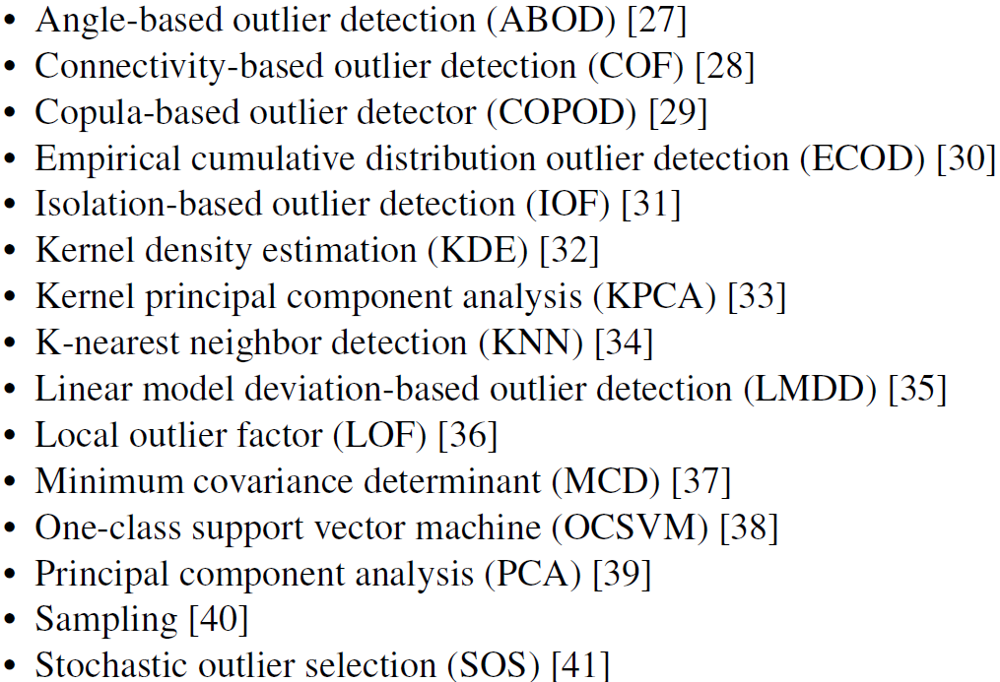 • Angle-based outlier detection (ABOD) [27]
• Connectivity-based outlier detection (COF) [28]
• Copula-based outlier detector (COPOD) [29]
• Empirical cumulative distribution outlier detection (ECOD) [30]
• Isolation-based outlier detection (IOF) [31]
• Kernel density estimation (KDE) [32]
• Kernel principal component analysis (KPCA) [33]
• K-nearest neighbor detection (KNN) [34]
• Linear model deviation-based outlier detection (LMDD) [35]
• Local outlier factor (LOF) [36]
• Minimum covariance determinant (MCD) [37]
• One-class support vector machine (OCSVM) [38]
• Principal component analysis (PCA) [39]
• Sampling [40]
• Stochastic outlier selection (SOS) [41]